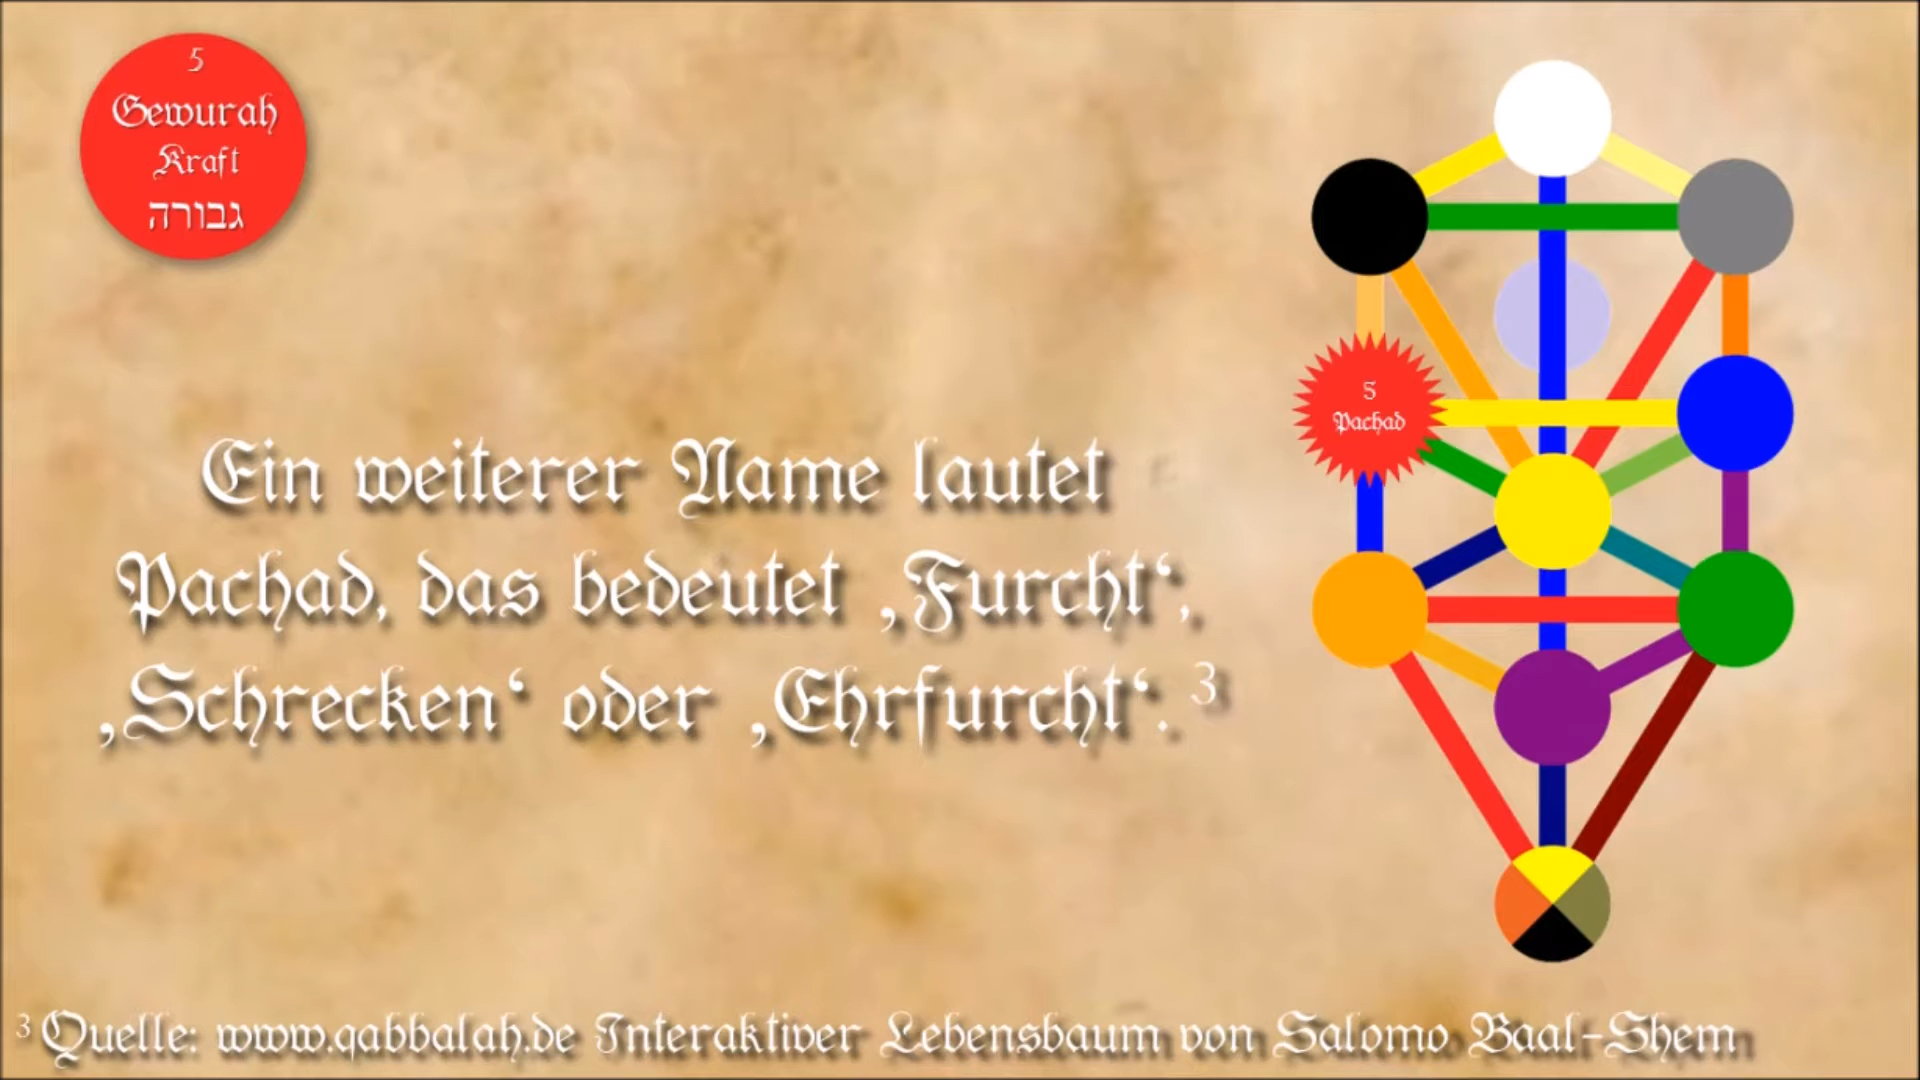 5
Gewurah
Kraft
גבורה
5
Pachad
Ein weiterer Name lautet
Pachad, das bedeutet ‚Furcht‘,
‚Schrecken‘ oder ‚Ehrfurcht‘.³
³ Quelle: www.qabbalah.de Interaktiver Lebensbaum von Salomo Baal-Shem